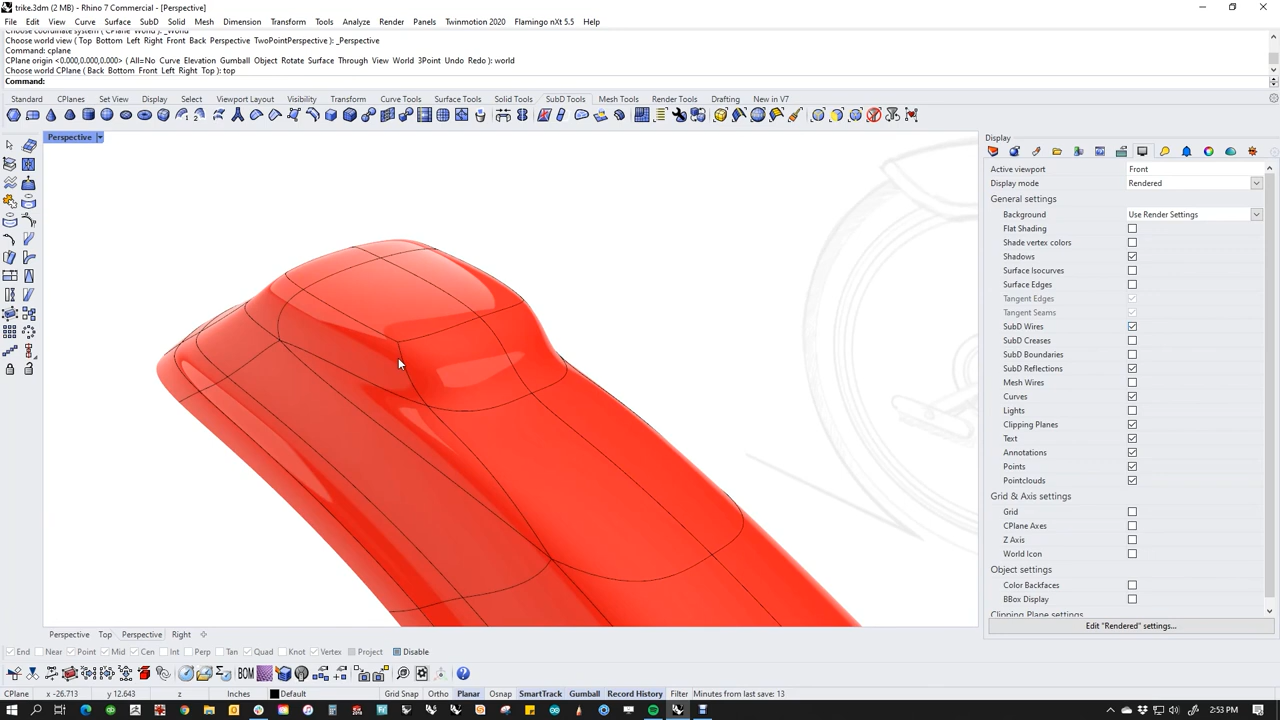 trike.3dm (2 MB) - Rhino 7 Commercial - [Perspective]
File Edit View Curve Surface SubD Solid Mesh Dimension Transform Tools Analyze Render Panels Twinmotion 2020 Flamingo nXt 5.5 Help
Choose world view ( Top Bottom Left Right Front Back Perspective TwoPointPerspective ): _Perspective
Command: cplane
CPlane origin <0.000,0.000,0.000> ( All=No Curve Elevation Gumball Object Rotate Surface Through View World 3Point Undo Redo ): world
Choose world CPlane ( Back Bottom Front Left Right Top ): top
Command:
Standard CPlanes Set View Display Select Viewport Layout Visibility Transform Curve Tools Surface Tools Solid Tools SubD Tools Mesh Tools Render Tools Drafting New in V7
Perspective
Display
Active viewport Front
Display mode Rendered
General settings
Background Use Render Settings
Flat Shading
Shade vertex colors
Shadows
Surface Isocurves
Surface Edges
Tangent Edges
Tangent Seams
SubD Wires
SubD Creases
SubD Boundaries
SubD Reflections
Mesh Wires
Curves
Lights
Clipping Planes
Text
Annotations
Points
Pointclouds
Grid & Axis settings
Grid
CPlane Axes
Z Axis
World Icon
Object settings
Color Backfaces
BBox Display
Clipping Plane settings
Edit "Rendered" settings...
Perspective Top Perspective Right
End Near Point Mid Cen Int Perp Tan Quad Knot Vertex Project Disable
BOM
CPlane x -26.713 y 12.643 z Inches Default Grid Snap Ortho Planar Osnap SmartTrack Gumball Record History Filter Minutes from last save: 13
2:53 PM